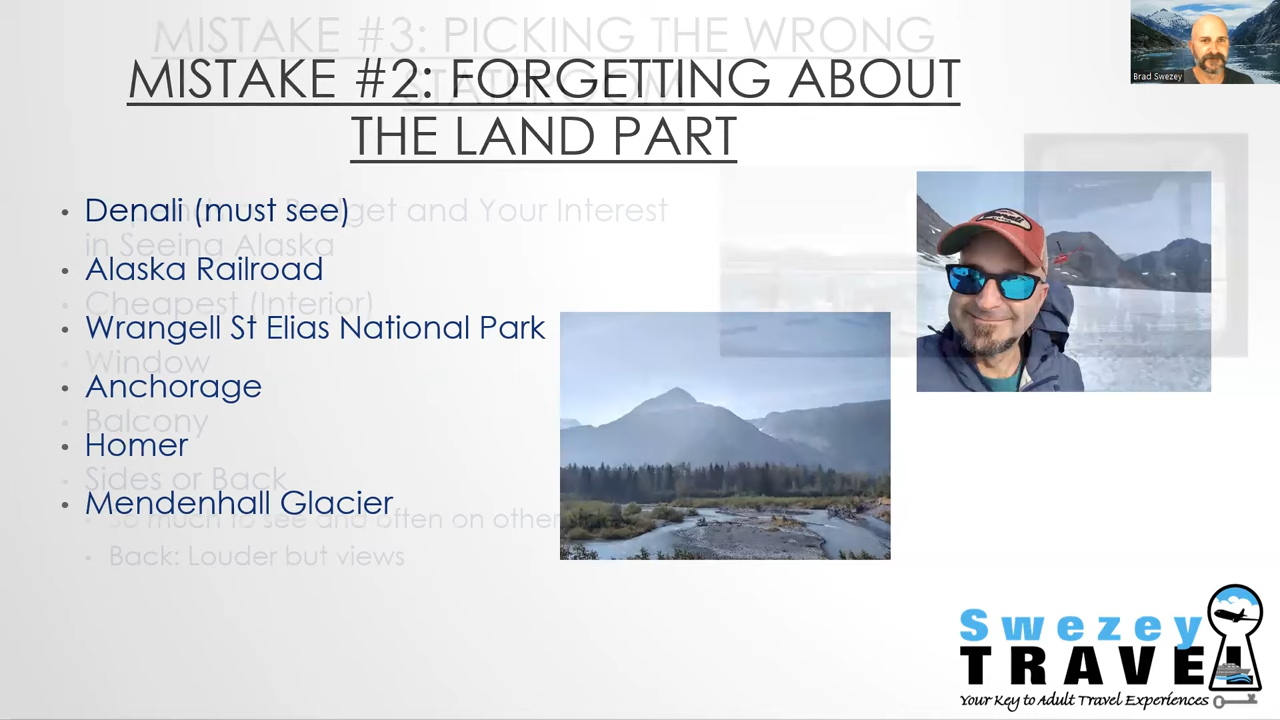 MISTAKE #3: PICKING THE WRONG
STATEROOM
MISTAKE #2: FORGETTING ABOUT
THE LAND PART
Brad Swezey
Denali (must see)
get and Your Interest
in Seeing Alaska
Alaska Railroad
Cheapest (Interior)
Wrangell St Elias National Park
Window
Anchorage
Balcony
Homer
Sides or Back
Mendenhall Glacier
So much to see and often on other
Back: Louder but views
Swezey
TRAVEL
Your Key to Adult Travel Experiences